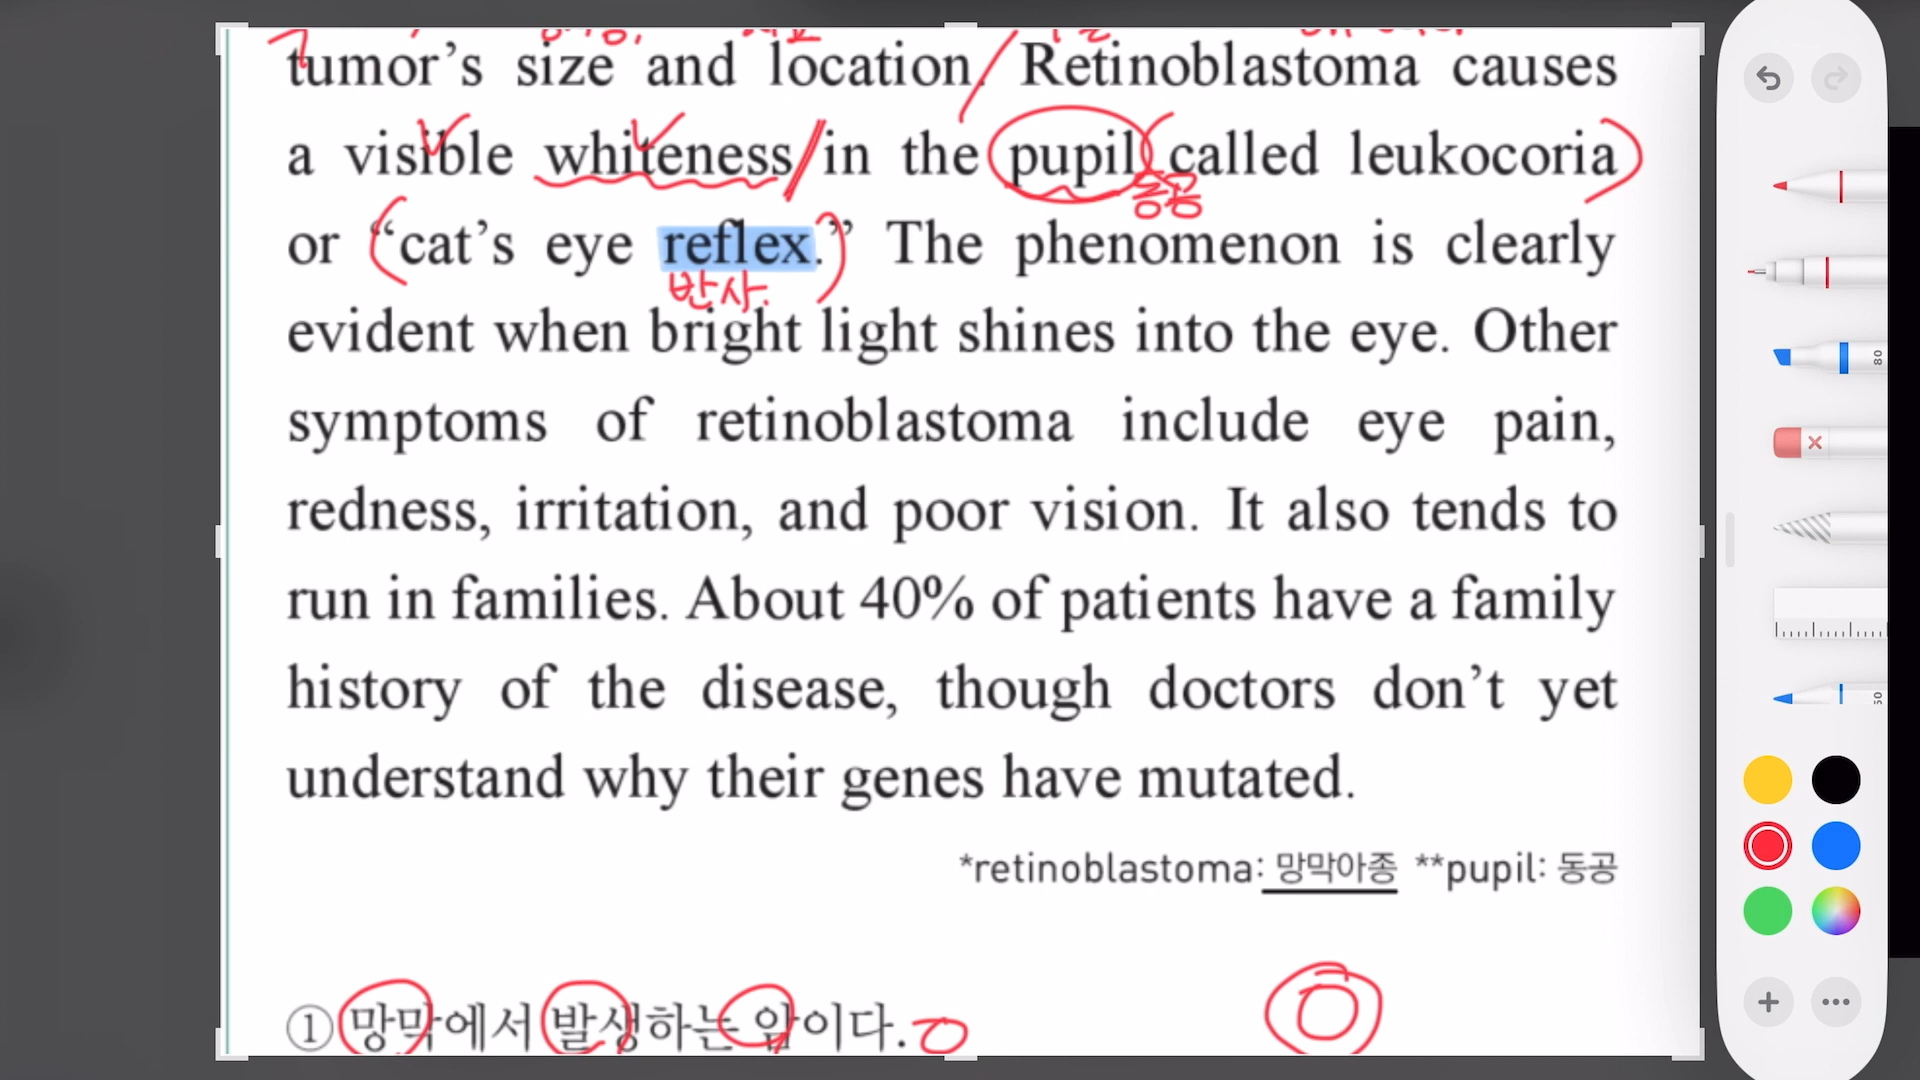 tumor’s size and location. Retinoblastoma causes
a visible whiteness in the pupil called leukocoria
동공
or “cat’s eye reflex.” The phenomenon is clearly
반사.
evident when bright light shines into the eye. Other
symptoms of retinoblastoma include eye pain,
redness, irritation, and poor vision. It also tends to
run in families. About 40% of patients have a family
history of the disease, though doctors don’t yet
understand why their genes have mutated.
*retinoblastoma: 망막아종 **pupil: 동공
① 망막에서 발생하는 암이다.
80
50